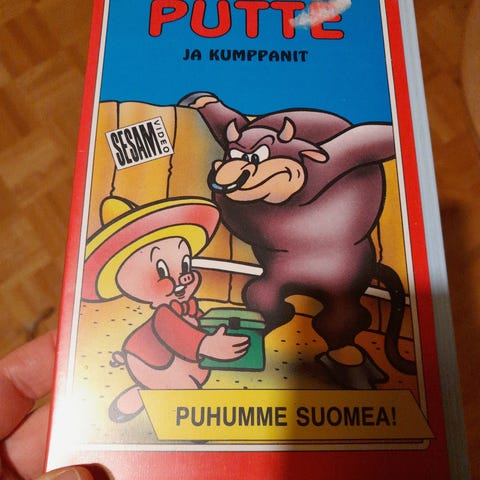 PUTTE
JA KUMPPANIT
SESAM
VIDEO
PUHUMME SUOMEA!